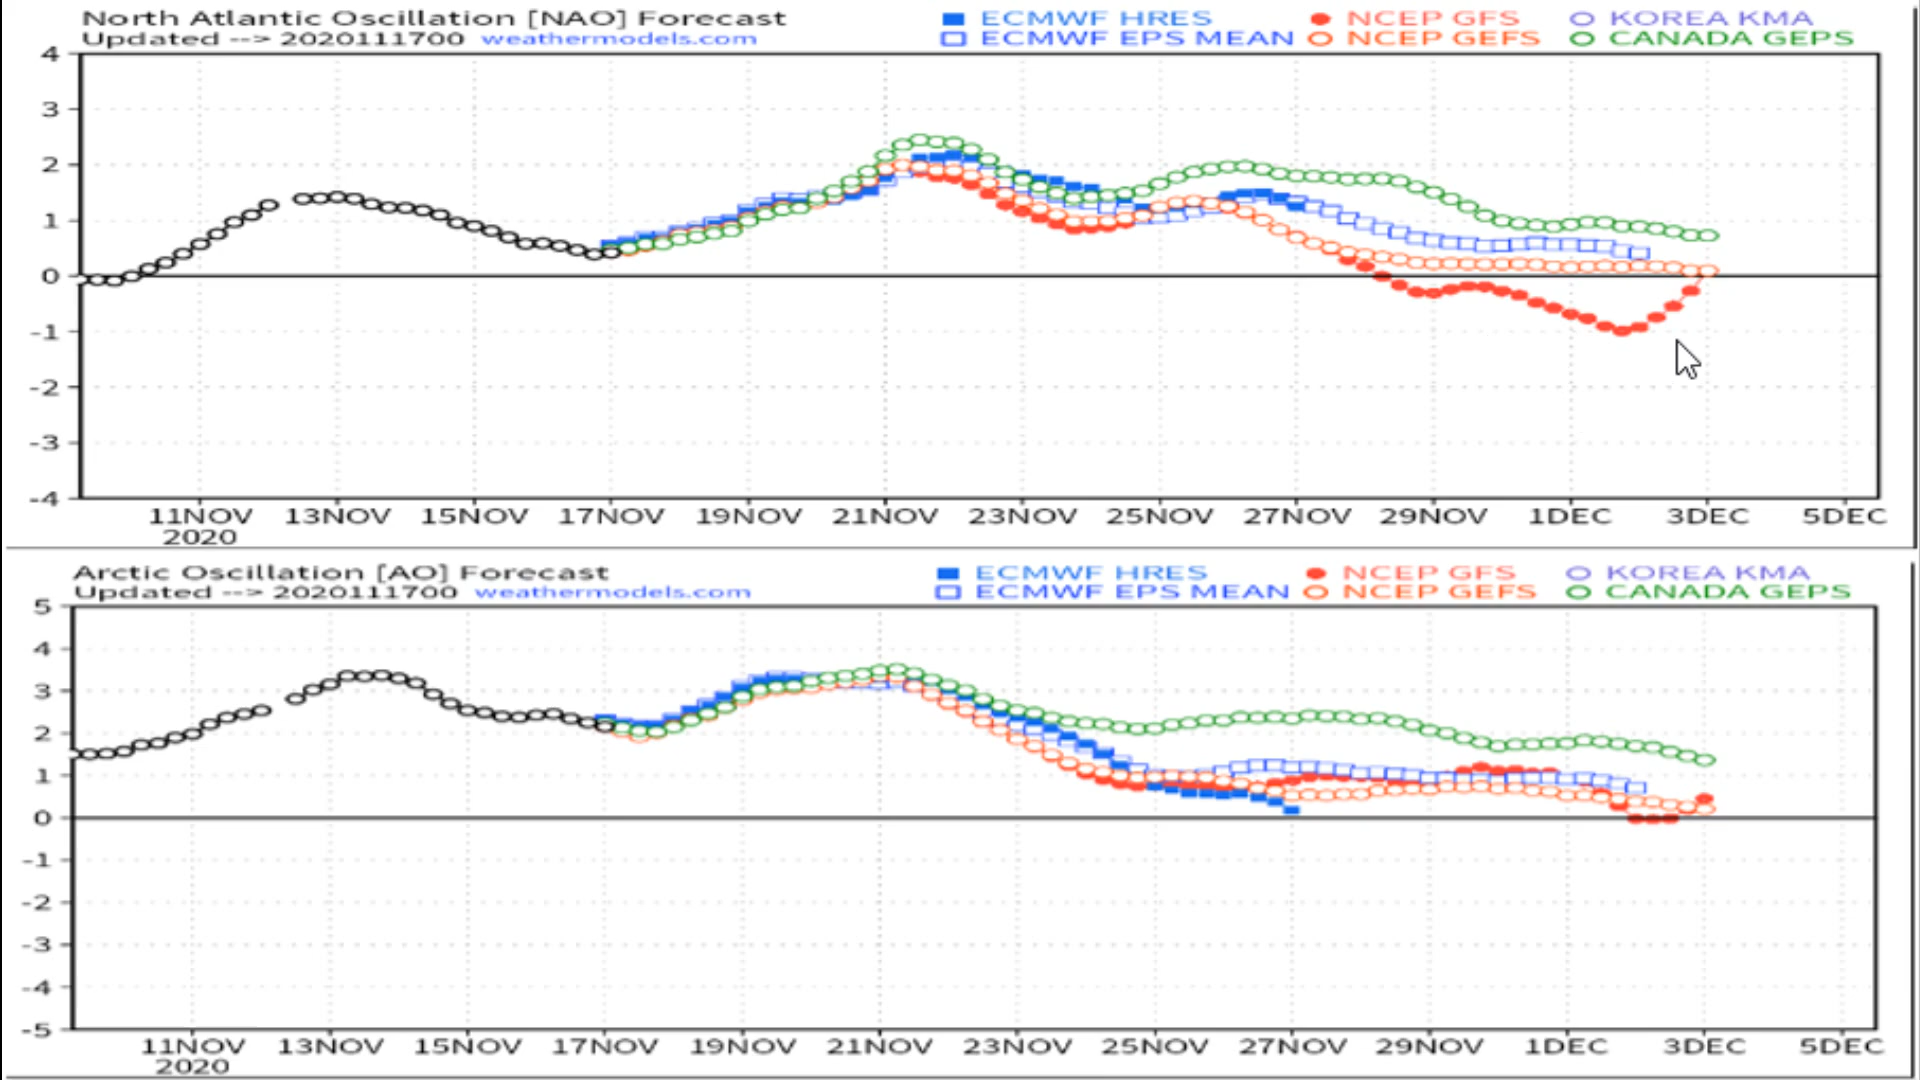 North Atlantic Oscillation [NAO] Forecast
Updated --> 2020111700 weathermodels.com
ECMWF HRES NCEP GFS KOREA KMA
ECMWF EPS MEAN NCEP GEFS CANADA GEPS
4
3
2
1
0
-1
-2
-3
-4
11NOV 13NOV 15NOV 17NOV 19NOV 21NOV 23NOV 25NOV 27NOV 29NOV 1DEC 3DEC 5DEC
2020
Arctic Oscillation [AO] Forecast
Updated --> 2020111700 weathermodels.com
ECMWF HRES NCEP GFS KOREA KMA
ECMWF EPS MEAN NCEP GEFS CANADA GEPS
5
4
3
2
1
0
-1
-2
-3
-4
-5
11NOV 13NOV 15NOV 17NOV 19NOV 21NOV 23NOV 25NOV 27NOV 29NOV 1DEC 3DEC 5DEC
2020